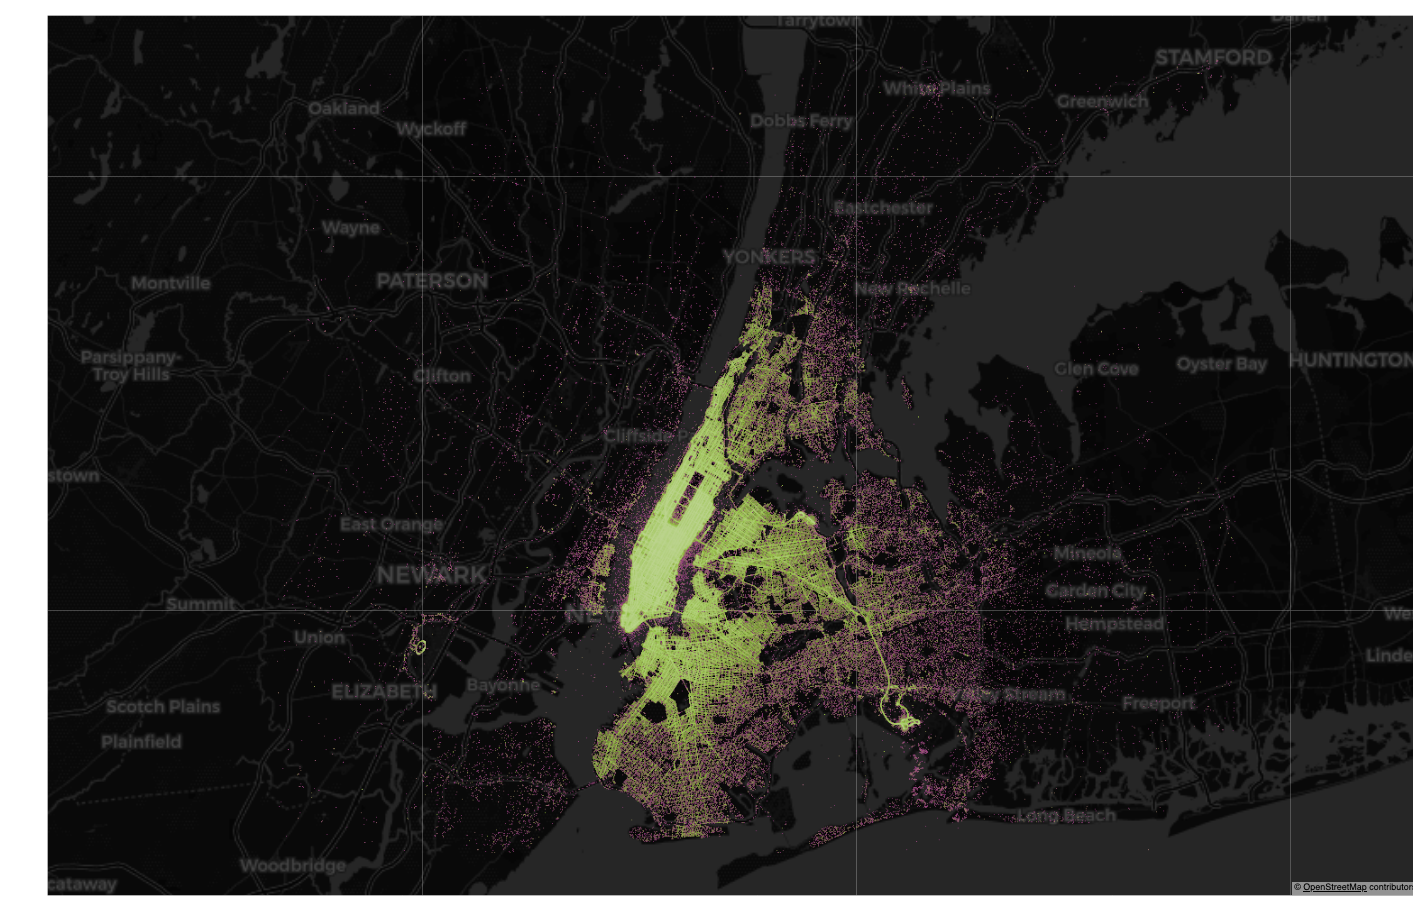 Tarrytown
Darien
STAMFORD
White Plains
Greenwich
Oakland
Dobbs Ferry
Wyckoff
Eastchester
Wayne
YONKERS
PATERSON
Montville
New Rochelle
Parsippany-
Troy Hills
Glen Cove
Oyster Bay
HUNTINGTON
Clifton
Cliffside P
stown
East Orange
Mineola
NEWARK
Garden City
Summit
NEW
Hempstead
We
Union
Linde
ELIZABETH
Bayonne
Valley Stream
Scotch Plains
Freeport
Plainfield
Long Beach
Woodbridge
cataway
© OpenStreetMap contributor